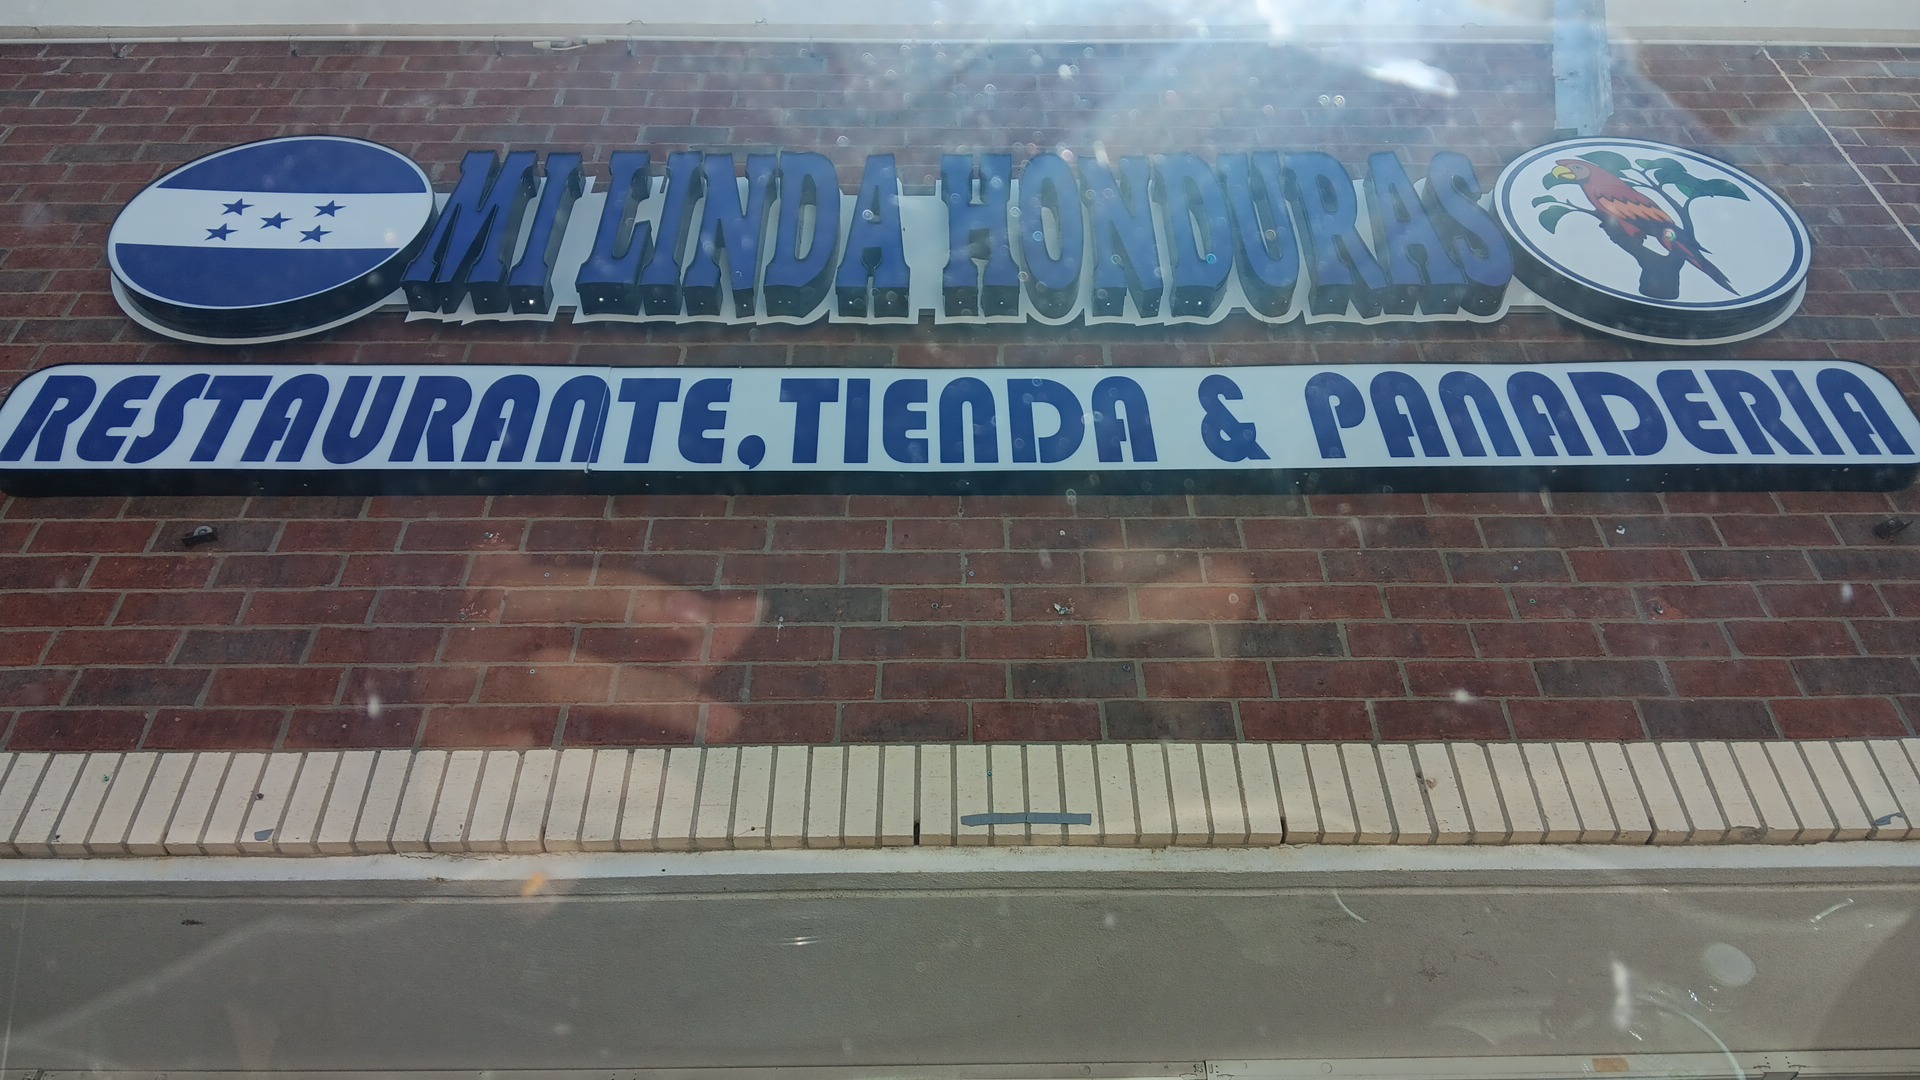 MI LINDA HONDURAS
RESTAURANTE, TIENDA & PANADERIA